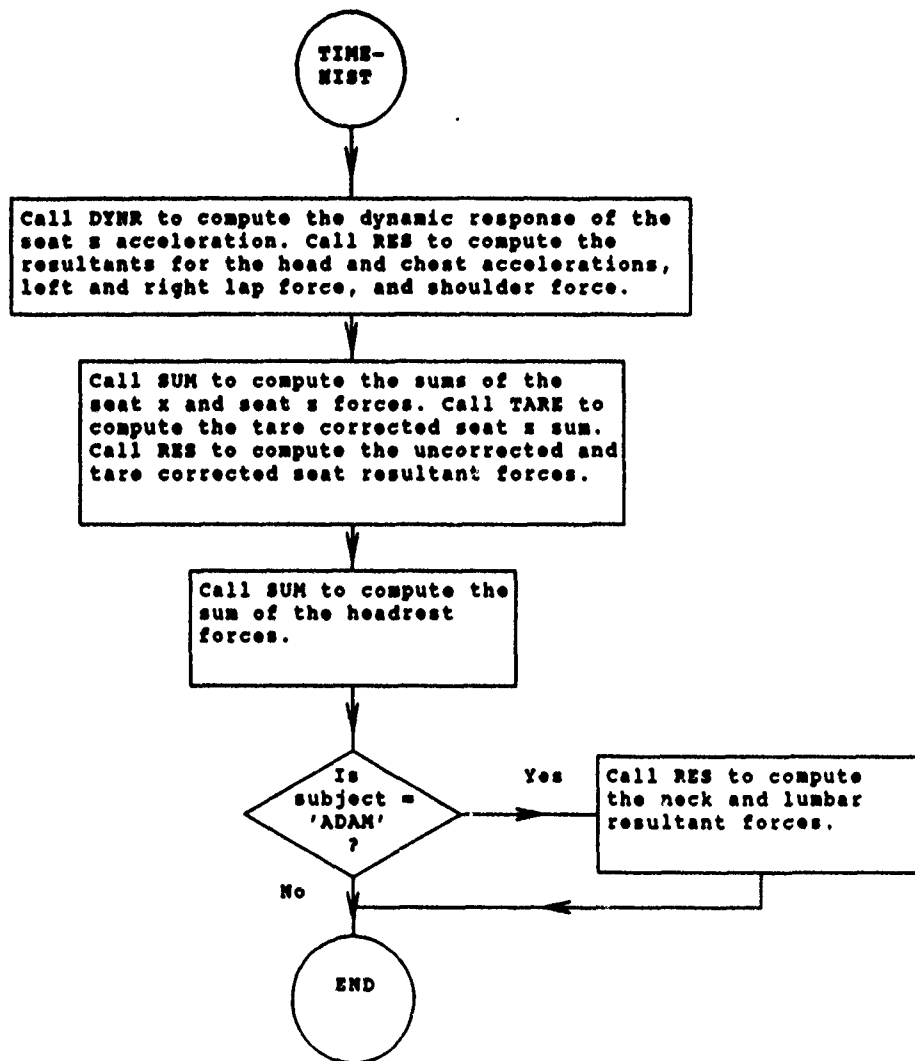 TIME-
HIST
Call DYNR to compute the dynamic response of the
seat z acceleration. Call RES to compute the
resultants for the head and chest accelerations,
left and right lap force, and shoulder force.
Call SUM to compute the sums of the
seat x and seat z forces. Call TARE to
compute the tare corrected seat z sum.
Call RES to compute the uncorrected and
tare corrected seat resultant forces.
Call SUM to compute the
sum of the headrest
forces.
Is
subject =
'ADAM'
?
Yes
Call RES to compute
the neck and lumbar
resultant forces.
No
END